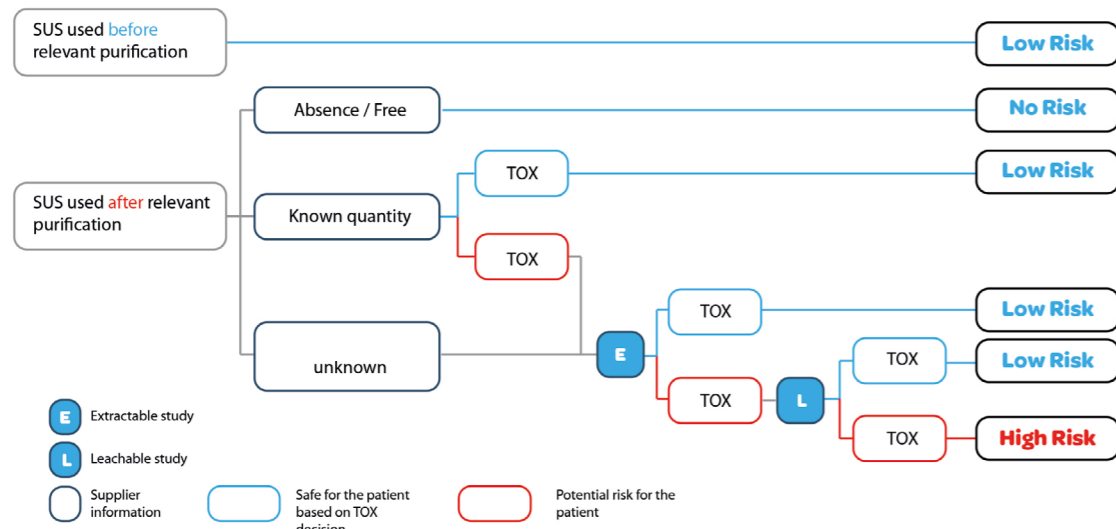 SUS used before
relevant purification
Low Risk
Absence / Free
No Risk
TOX
Low Risk
SUS used after relevant
purification
Known quantity
TOX
TOX
Low Risk
unknown
E
TOX
Low Risk
TOX
L
TOX
High Risk
E
Extractable study
L
Leachable study
Supplier
information
Safe for the patient
based on TOX
decision
Potential risk for the
patient